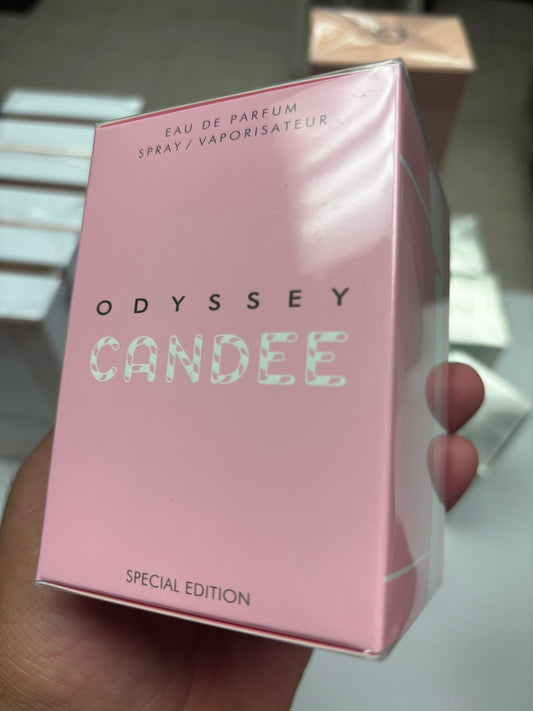 EAU DE PARFUM
SPRAY / VAPORISATEUR
ODYSSEY
CANDEE
SPECIAL EDITION